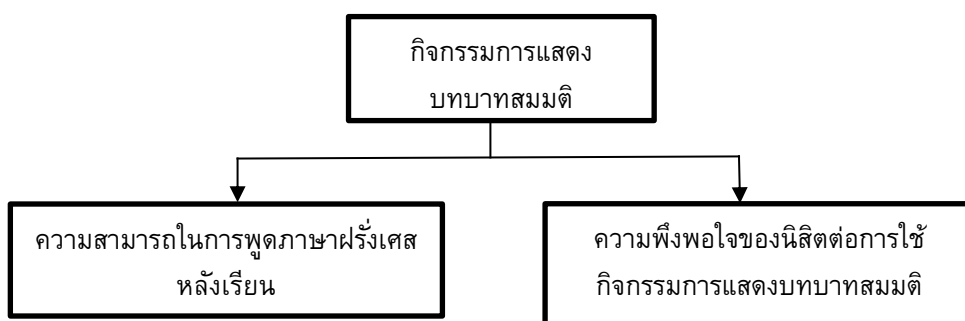 กิจกรรมการแสดง
บทบาทสมมติ
ความสามารถในการพูดภาษาฝรั่งเศส
หลังเรียน
ความพึงพอใจของนิสิตต่อการใช้
กิจกรรมการแสดงบทบาทสมมติ